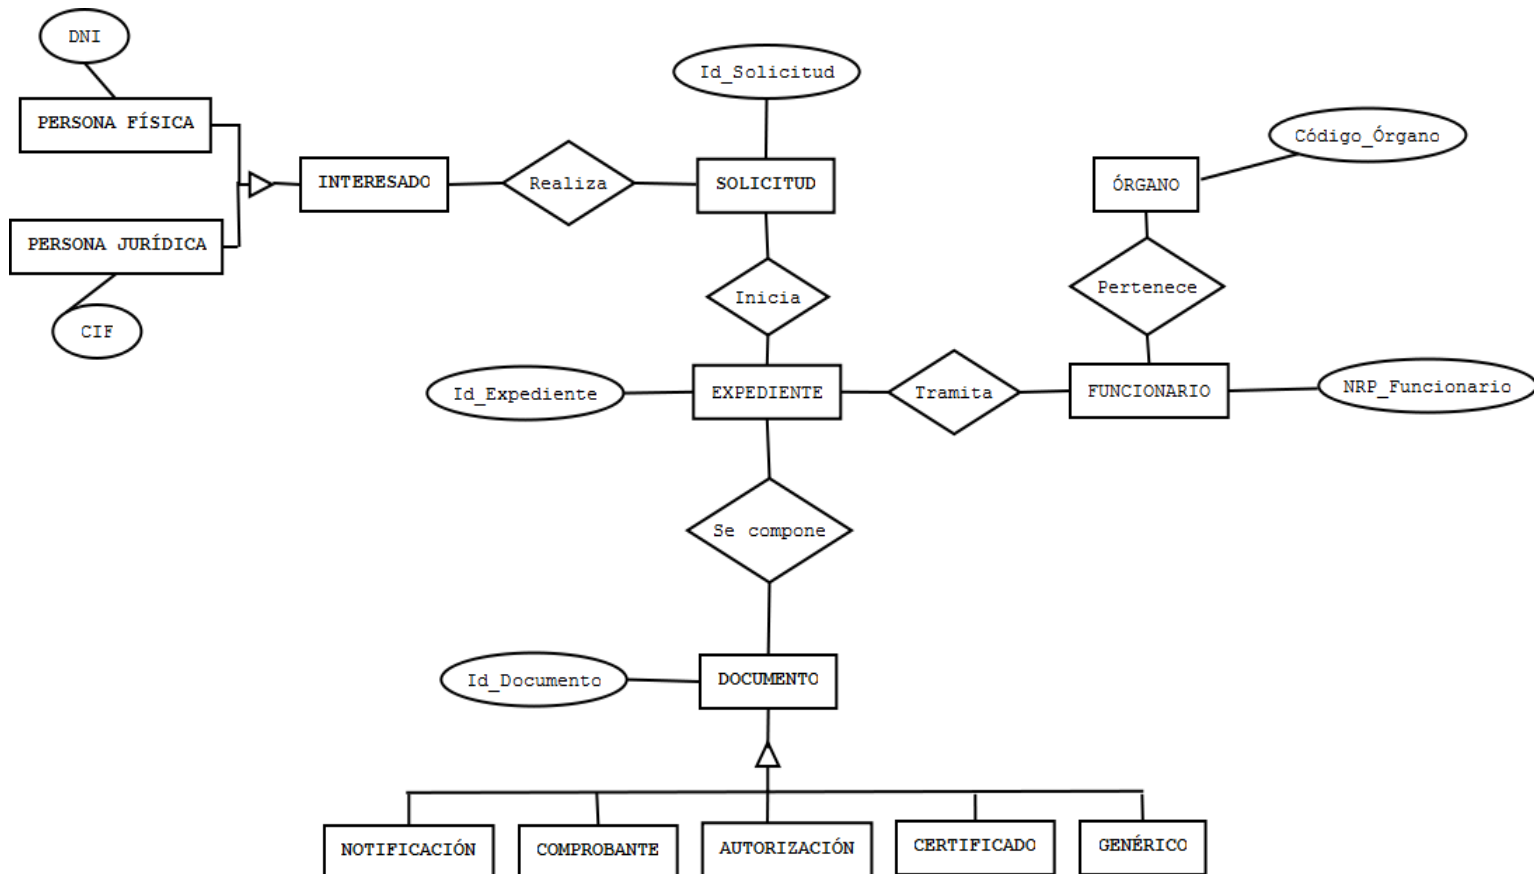 DNI
Id_Solicitud
PERSONA FÍSICA
Código_Órgano
INTERESADO
Realiza
SOLICITUD
ÓRGANO
PERSONA JURÍDICA
Inicia
Pertenece
CIF
Id_Expediente
EXPEDIENTE
Tramita
FUNCIONARIO
NRP_Funcionario
Se compone
Id_Documento
DOCUMENTO
NOTIFICACIÓN
COMPROBANTE
AUTORIZACIÓN
CERTIFICADO
GENÉRICO